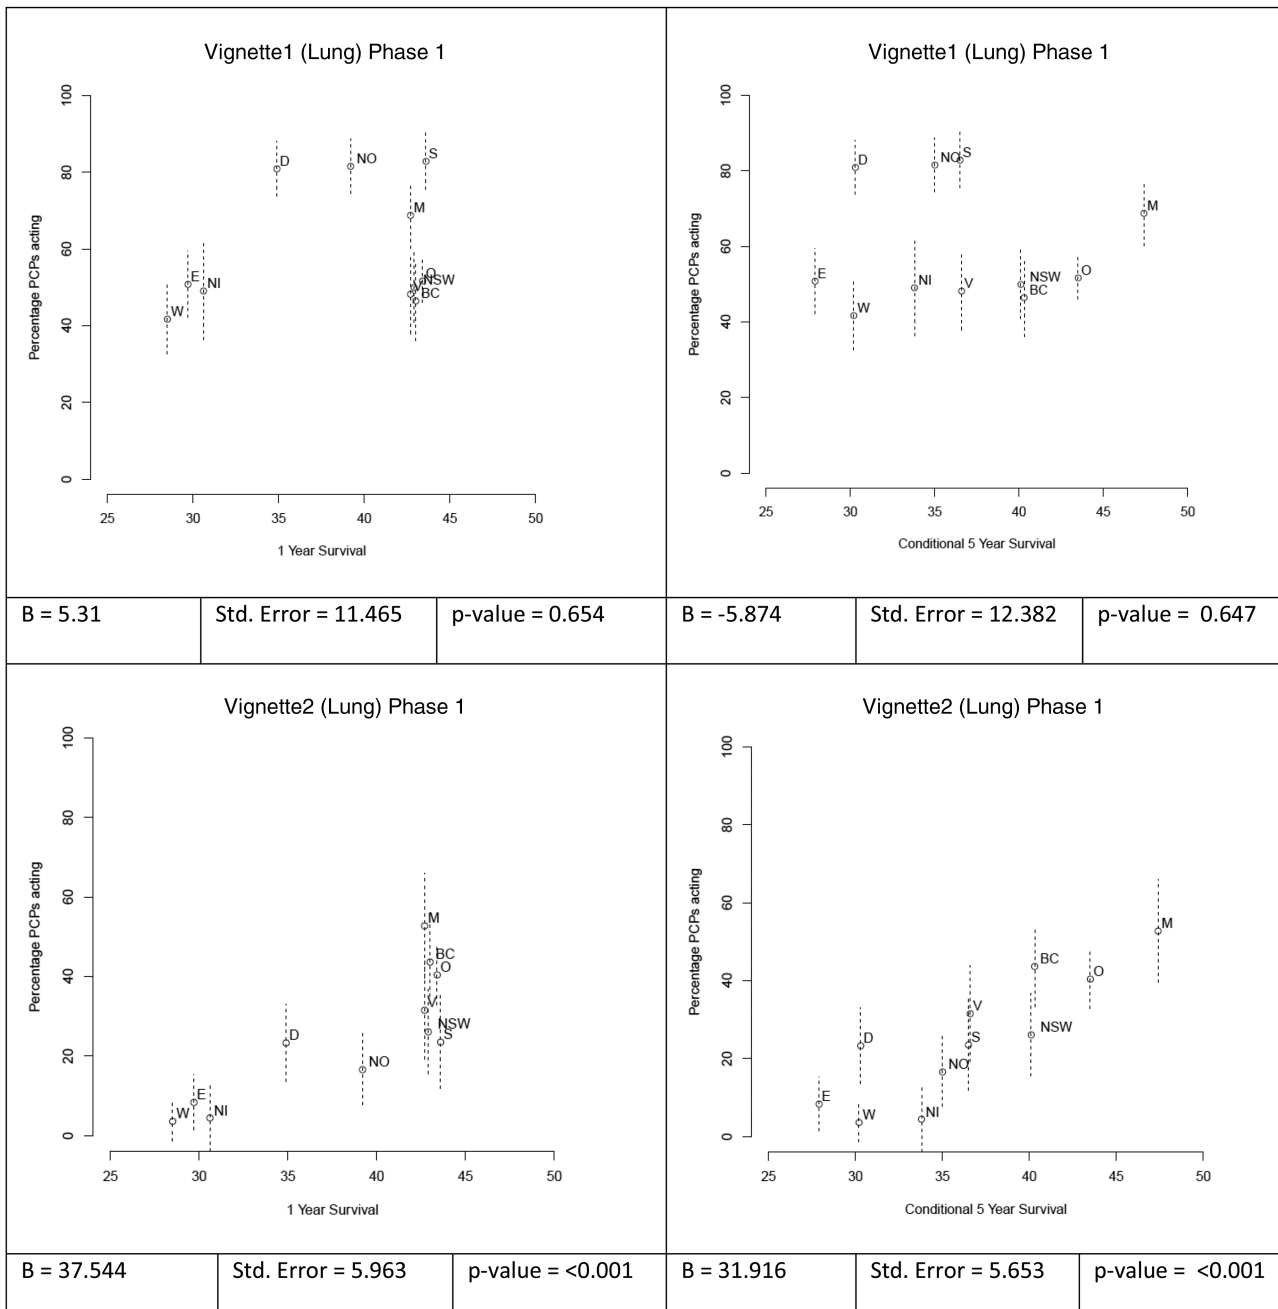 Vignette1 (Lung) Phase 1
Percentage PCPs acting
100
80
60
40
20
0
D
NO
S
M
E
NI
W
O
NSW
V
BC
25 30 35 40 45 50
1 Year Survival
B = 5.31 Std. Error = 11.465 p-value = 0.654
Vignette1 (Lung) Phase 1
Percentage PCPs acting
100
80
60
40
20
0
D
NO
S
M
E
W
NI
V
NSW
BC
O
25 30 35 40 45 50
Conditional 5 Year Survival
B = -5.874 Std. Error = 12.382 p-value = 0.647
Vignette2 (Lung) Phase 1
Percentage PCPs acting
100
80
60
40
20
0
M
BC
O
V
NSW
S
D
NO
E
W
NI
25 30 35 40 45 50
1 Year Survival
B = 37.544 Std. Error = 5.963 p-value = <0.001
Vignette2 (Lung) Phase 1
Percentage PCPs acting
100
80
60
40
20
0
M
BC
O
V
NSW
S
D
NO
E
W
NI
25 30 35 40 45 50
Conditional 5 Year Survival
B = 31.916 Std. Error = 5.653 p-value = <0.001